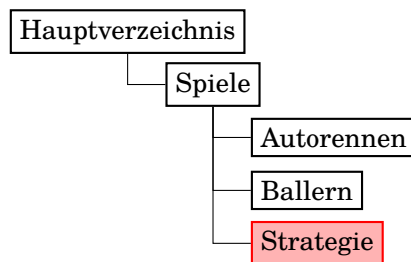 Hauptverzeichnis
Spiele
Autorennen
Ballern
Strategie